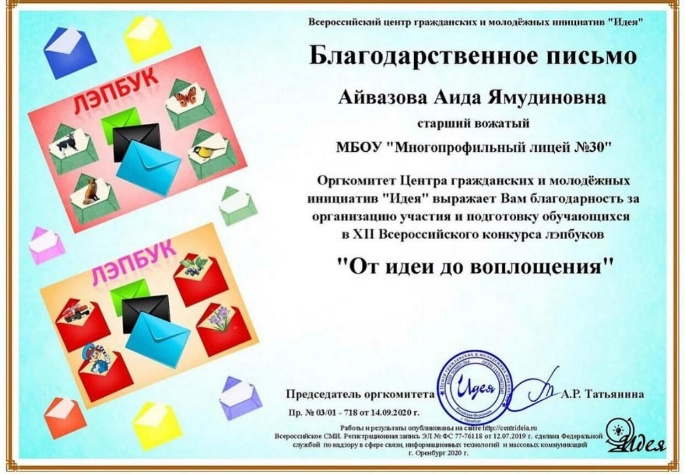 Всероссийский центр гражданских и молодёжных инициатив "Идея"
Благодарственное письмо
Айвазова Аида Ямудиновна
старший вожатый
МБОУ "Многопрофильный лицей №30"
Оргкомитет Центра гражданских и молодёжных
инициатив "Идея" выражает Вам благодарность за
организацию участия и подготовку обучающихся
в XII Всероссийского конкурса лэпбуков
"От идеи до воплощения"
ЛЭПБУК
ЛЭПБУК
Идея
Председатель оргкомитета
А.Р. Татьянина
Пр. № 03/01 - 718 от 14.09.2020 г.
Работы и результаты опубликованы на сайте http://centrideia.ru
Всероссийское СМИ. Регистрационная запись ЭЛ № ФС 77-76118 от 12.07.2019 г. сделана Федеральной
службой по надзору в сфере связи, информационных технологий и массовых коммуникаций
г. Оренбург 2020 г.
Идея